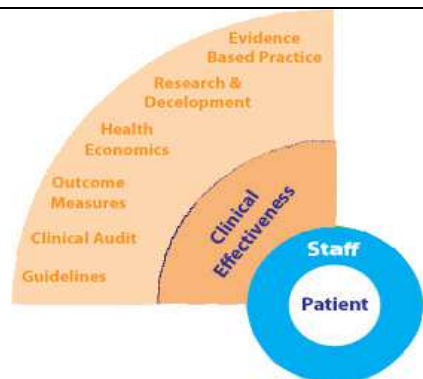 Evidence
Based Practice
Research &
Decelopment
Health
Economics
Outcome
Measures
Clinical Audit
Guidelines
Clinical
Effectiveness
Staff
Patient